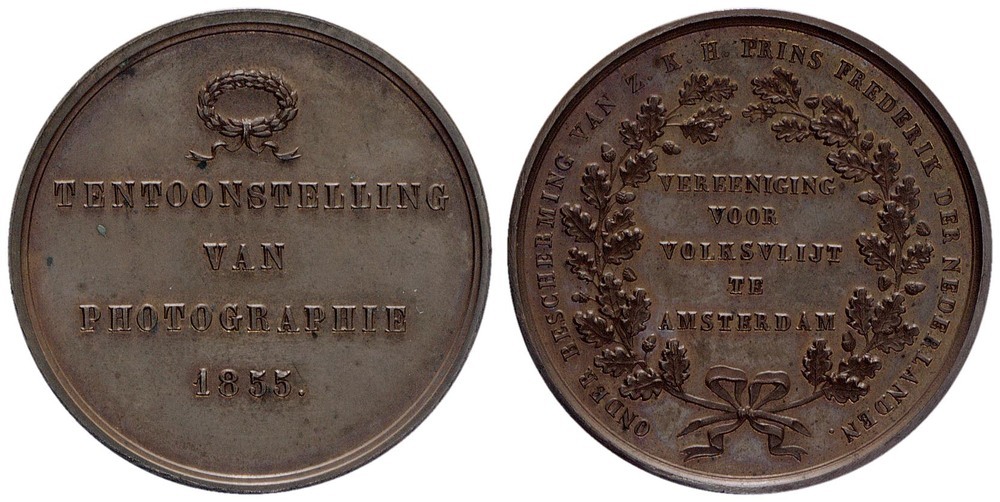 TENTOONSTELLING
VAN
PHOTOGRAPHIE
1855.
ONDER BESCHERMING VAN Z. K. H. PRINS FREDERIK DER NEDERLANDEN.
VEREENIGING
VOOR
VOLKSVLIJT
TE
AMSTERDAM